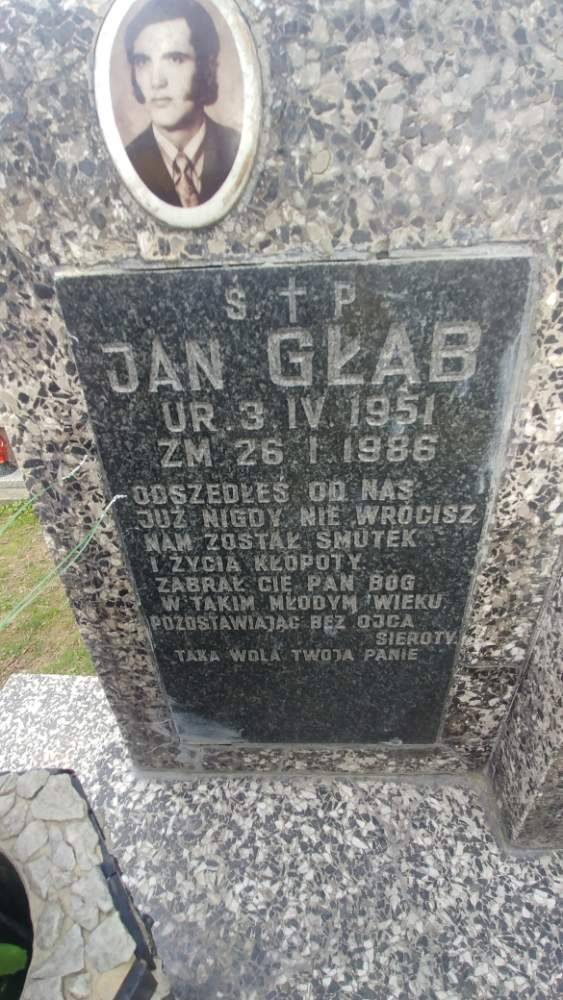 S † P
JAN GŁĄB
UR. 3. IV. 1951
ZM. 26. I. 1986
ODSZEDŁEŚ OD NAS
JUŻ NIGDY NIE WRÓCISZ,
NAM ZOSTAŁ SMUTEK
I ŻYCIA KŁOPOTY.
ZABRAŁ CIĘ PAN BÓG
W TAKIM MŁODYM WIEKU
POZOSTAWIAJĄC BEZ OJCA
SIEROTY.
TAKA WOLA TWOJA PANIE